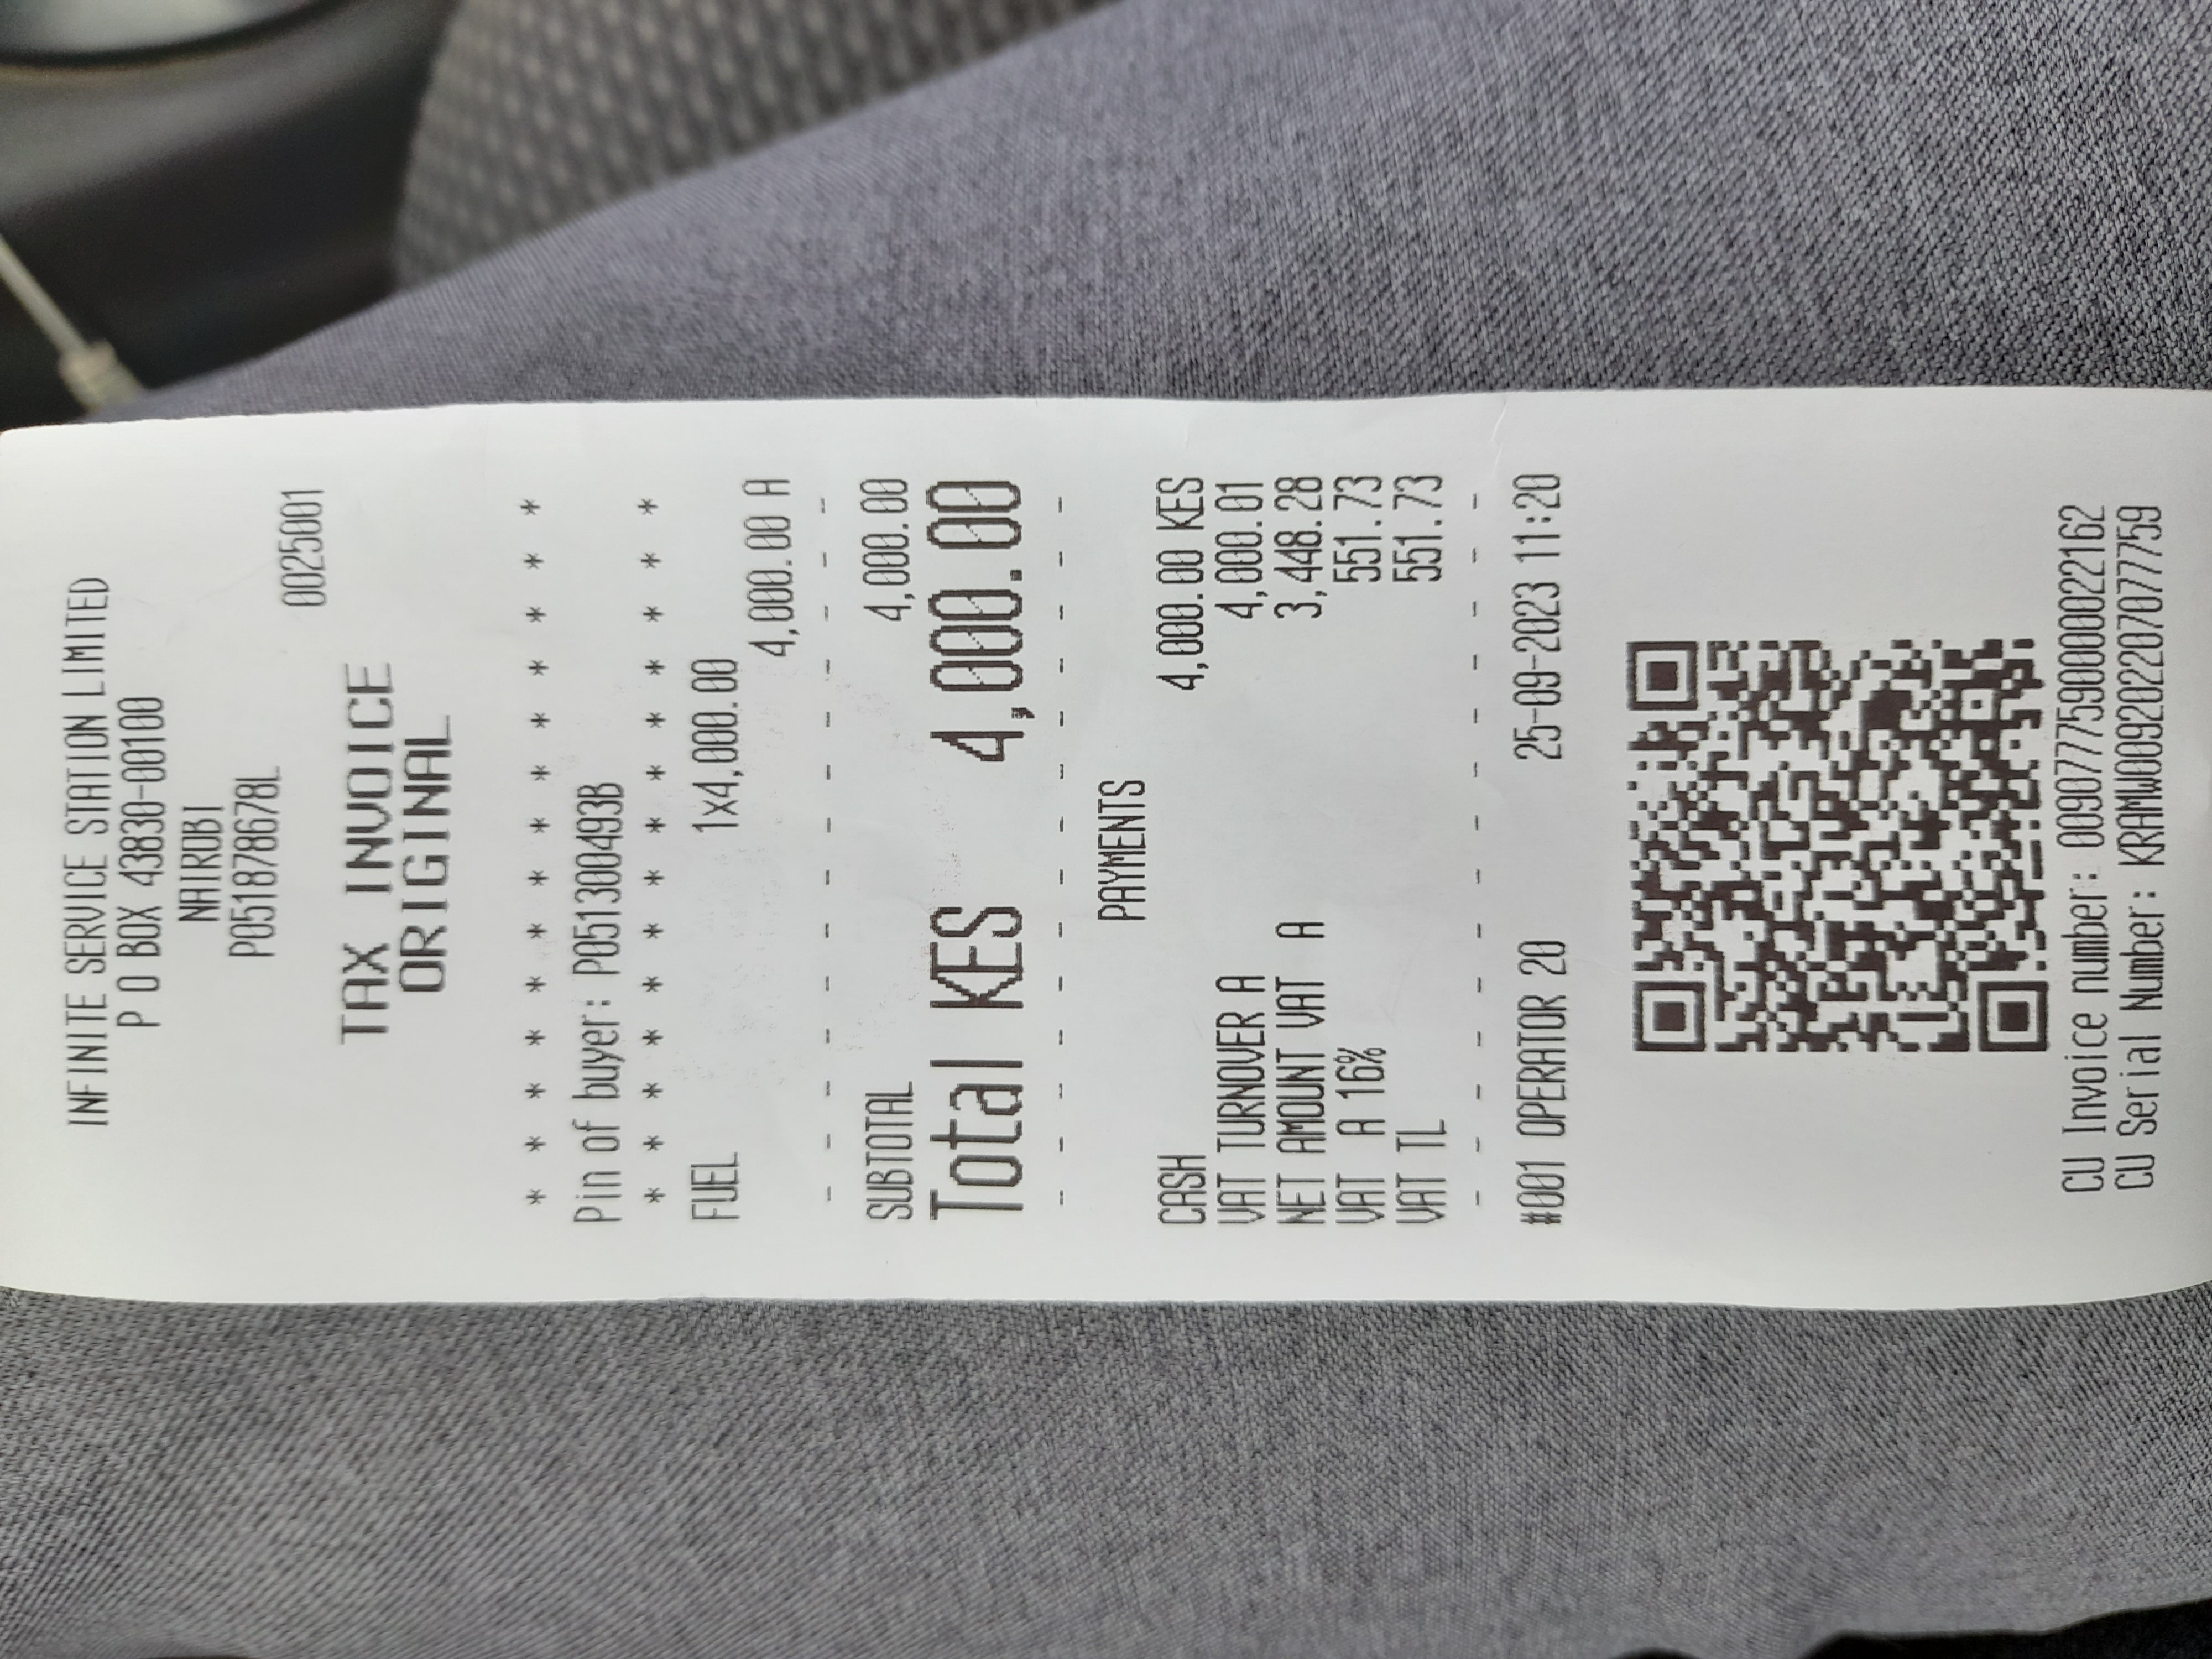 INFINITE SERVICE STATION LIMITED
P O BOX 43830-00100
NAIROBI
P051878678L
0025001
TAX INVOICE
ORIGINAL
* * * * * * * * * * * * * *
Pin of buyer: P051300493B
* * * * * * * * * * * * * *
FUEL 1x4,000.00
4,000.00 A
- - - - - - - - - - - - - -
SUBTOTAL 4,000.00
Total KES 4,000.00
- - - - - - - - - - - - - -
PAYMENTS
CASH 4,000.00 KES
VAT TURNOVER A 4,000.01
NET AMOUNT VAT A 3,448.28
VAT A 16% 551.73
VAT TL 551.73
- - - - - - - - - - - - - -
#001 OPERATOR 20 25-09-2023 11:20
CU Invoice number: 0090777590000022162
CU Serial Number: KRAMW009202207077759